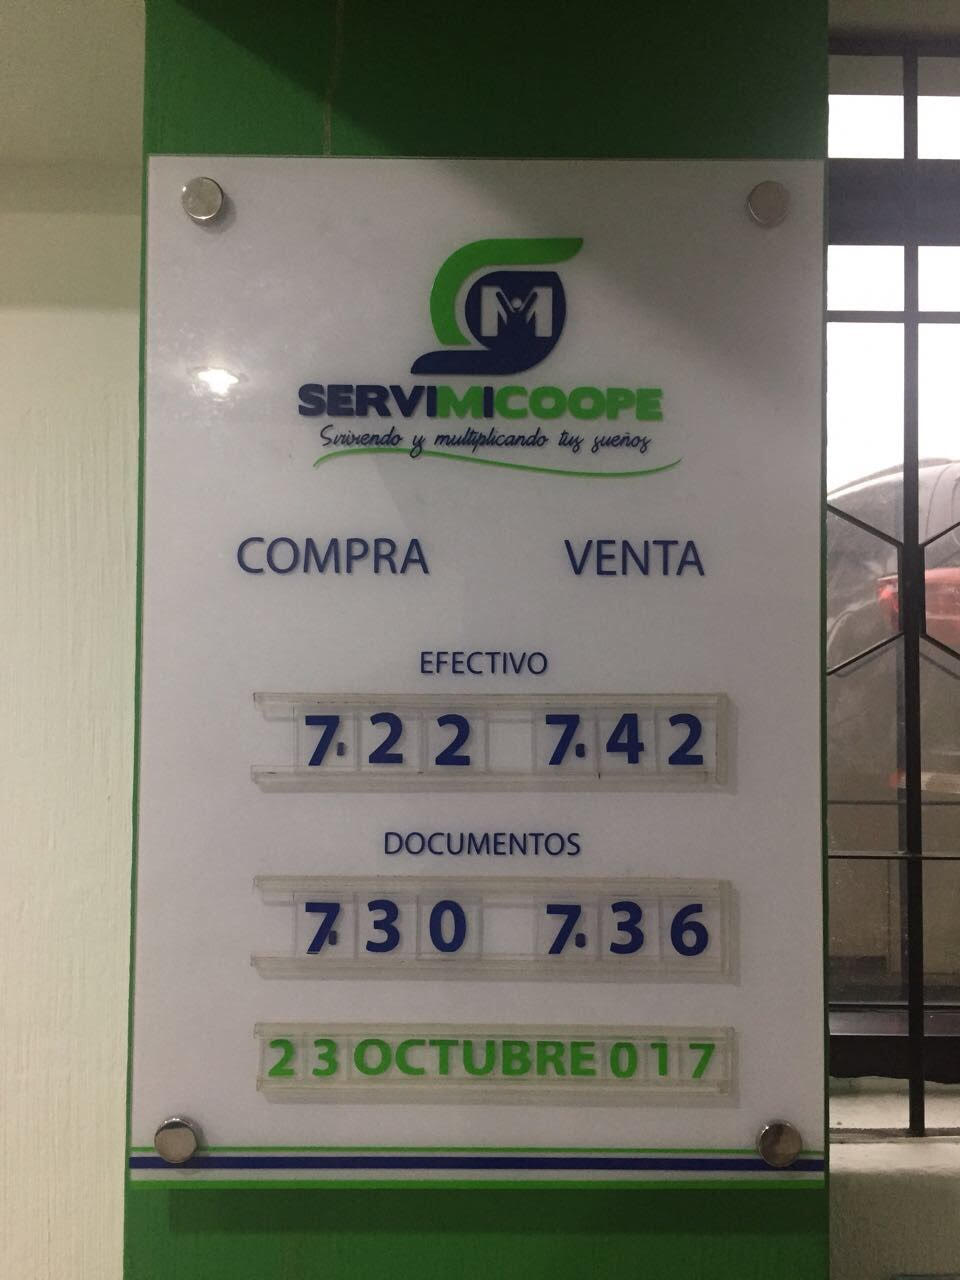 M
SERVIMICOOPE
Sirviendo y multiplicando tus sueños
COMPRA VENTA
EFECTIVO
7.22 7.42
DOCUMENTOS
7.30 7.36
23 OCTUBRE 017